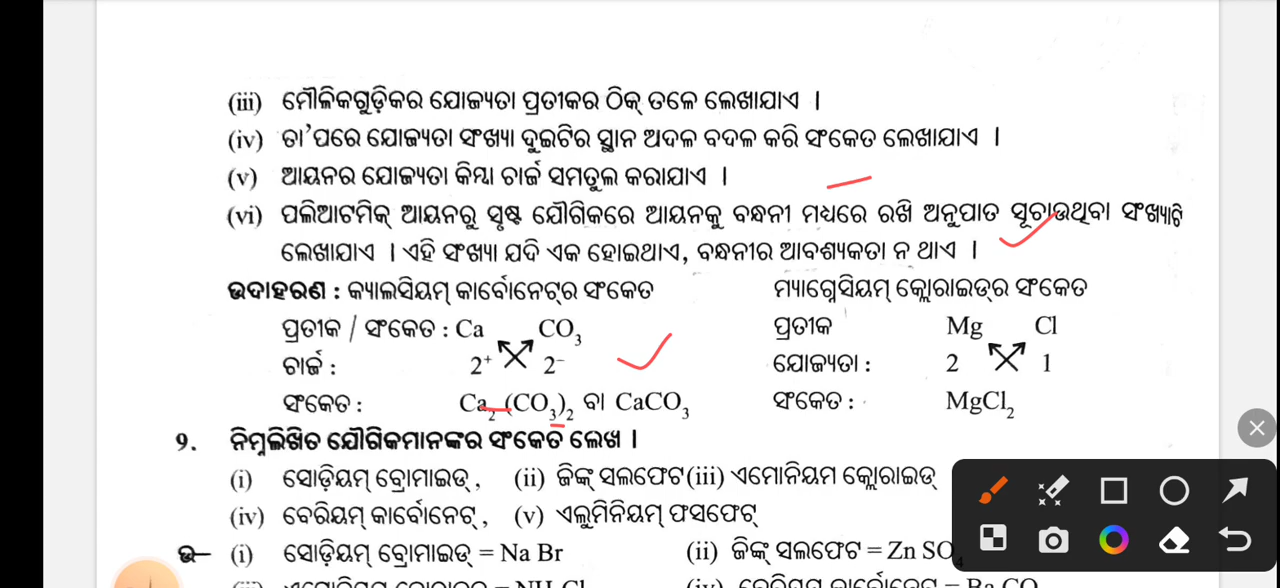 (iii) ମୌଳିକଗୁଡ଼ିକର ଯୋଜ୍ୟତା ପ୍ରତୀକର ଠିକ୍ ତଳେ ଲେଖାଯାଏ ।
(iv) ତା'ପରେ ଯୋଜ୍ୟତା ସଂଖ୍ୟା ଦୁଇଟିର ସ୍ଥାନ ଅଦଳ ବଦଳ କରି ସଂକେତ ଲେଖାଯାଏ ।
(v) ଆୟନର ଯୋଜ୍ୟତା କିମ୍ବା ଚାର୍ଜ ସମତୁଲ କରାଯାଏ ।
(vi) ପଲିଆଟମିକ୍ ଆୟନରୁ ସୃଷ୍ଟ ଯୌଗିକରେ ଆୟନକୁ ବନ୍ଧନୀ ମଧ୍ୟରେ ରଖି ଅନୁପାତ ସୂଚାଉଥିବା ସଂଖ୍ୟାଟି
ଲେଖାଯାଏ । ଏହି ସଂଖ୍ୟା ଯଦି ଏକ ହୋଇଥାଏ, ବନ୍ଧନୀର ଆବଶ୍ୟକତା ନ ଥାଏ ।
ଉଦାହରଣ : କ୍ୟାଲସିୟମ୍ କାର୍ବୋନେଟ୍‌ର ସଂକେତ ମ୍ୟାଗ୍ନେସିୟମ୍ କ୍ଲୋରାଇଡ୍‌ର ସଂକେତ
ପ୍ରତୀକ / ସଂକେତ : Ca CO₃ ପ୍ରତୀକ Mg Cl
ଚାର୍ଜ : 2⁺ 2⁻ ଯୋଜ୍ୟତା : 2 1
ସଂକେତ : Ca₂ (CO₃)₂ ବା CaCO₃ ସଂକେତ : MgCl₂
9. ନିମ୍ନଲିଖିତ ଯୌଗିକମାନଙ୍କର ସଂକେତ ଲେଖ ।
(i) ସୋଡ଼ିୟମ୍ ବ୍ରୋମାଇଡ୍, (ii) ଜିଙ୍କ୍ ସଲଫେଟ (iii) ଏମୋନିୟମ କ୍ଲୋରାଇଡ୍
(iv) ବେରିୟମ୍ କାର୍ବୋନେଟ୍, (v) ଏଲୁମିନିୟମ୍ ଫସଫେଟ୍
ଉ– (i) ସୋଡ଼ିୟମ୍ ବ୍ରୋମାଇଡ୍ = Na Br (ii) ଜିଙ୍କ୍ ସଲଫେଟ = Zn SO₄